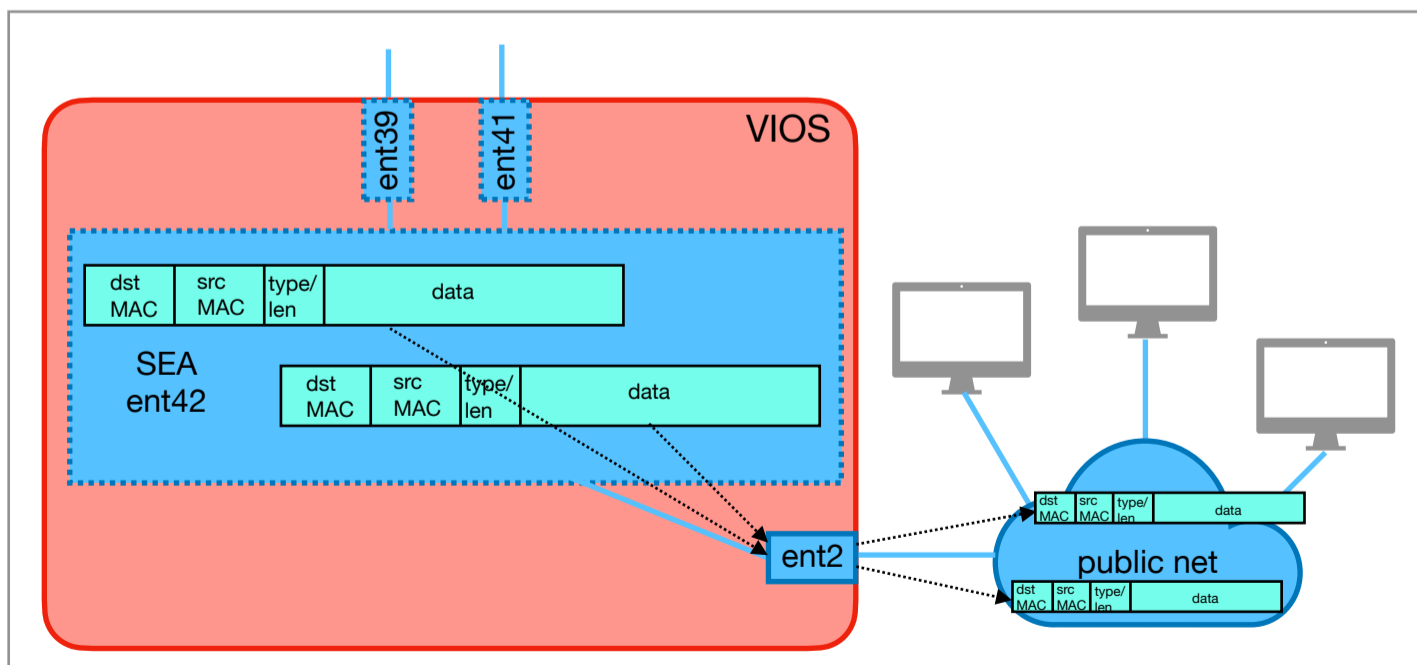 VIOS
ent39
ent41
dst
MAC
src
MAC
type/
len
data
SEA
ent42
dst
MAC
src
MAC
type/
len
data
ent2
dst
MAC
src
MAC
type/
len
data
public net
dst
MAC
src
MAC
type/
len
data